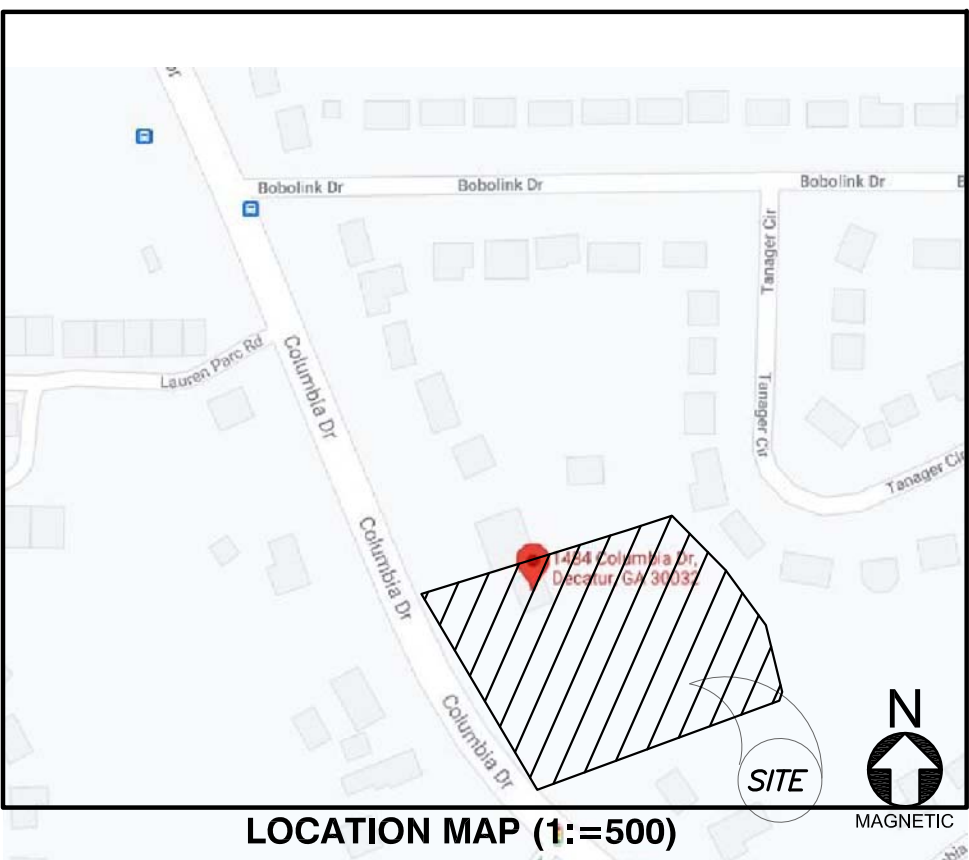 Bobolink Dr
Bobolink Dr
Bobolink Dr
Tanager Cir
Lauren Parc Rd
Columbia Dr
Tanager Cir
Tanager Cir
Columbia Dr
1484 Columbia Dr,
Decatur, GA 30032
Columbia Dr
N
SITE
MAGNETIC
LOCATION MAP (1:=500)